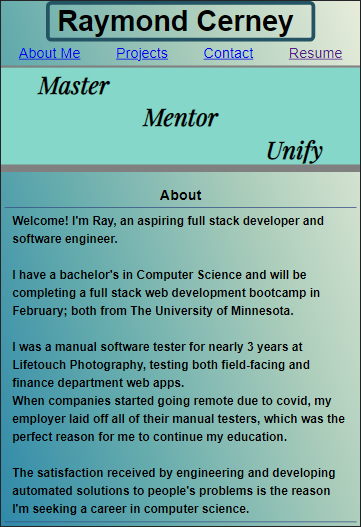 Raymond Cerney
About Me Projects Contact Resume
Master
Mentor
Unify
About
Welcome! I'm Ray, an aspiring full stack developer and
software engineer.
I have a bachelor's in Computer Science and will be
completing a full stack web development bootcamp in
February; both from The University of Minnesota.
I was a manual software tester for nearly 3 years at
Lifetouch Photography, testing both field-facing and
finance department web apps.
When companies started going remote due to covid, my
employer laid off all of their manual testers, which was the
perfect reason for me to continue my education.
The satisfaction received by engineering and developing
automated solutions to people's problems is the reason
I'm seeking a career in computer science.